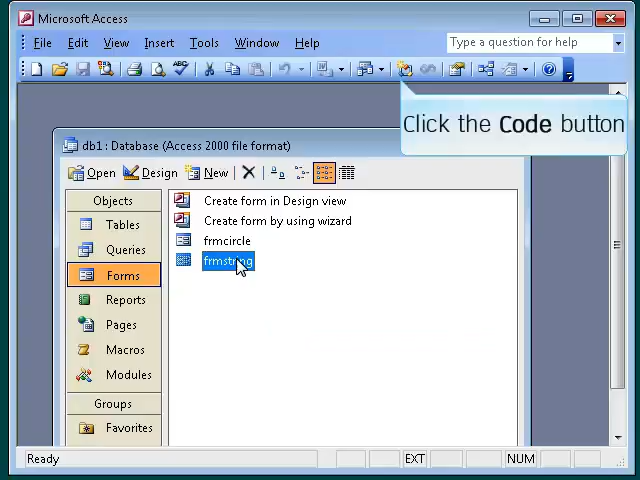 Microsoft Access
File Edit View Insert Tools Window Help Type a question for help
Click the Code button
db1 : Database (Access 2000 file format)
Open Design New
Objects
Tables
Queries
Forms
Reports
Pages
Macros
Modules
Groups
Favorites
Create form in Design view
Create form by using wizard
frmcircle
frmstring
Ready EXT NUM